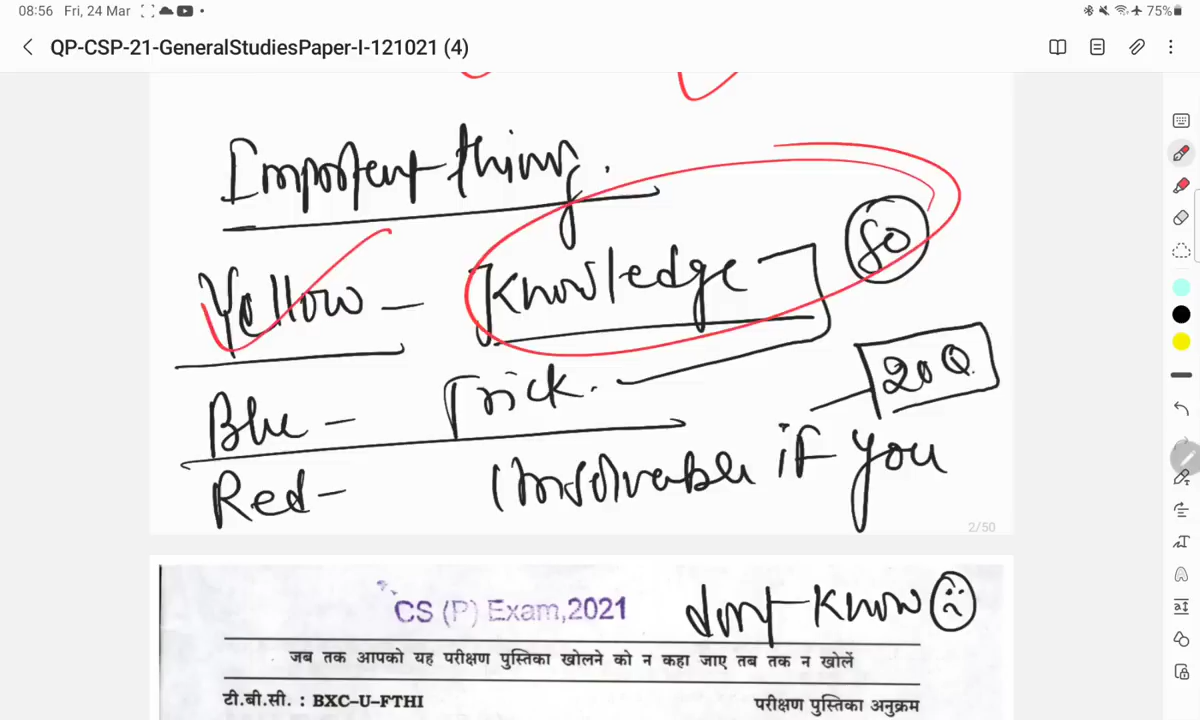 08:56 Fri, 24 Mar 75%
QP-CSP-21-GeneralStudiesPaper-I-121021 (4)
Important thing.
Yellow - Knowledge 80
Blue - Trick. 20 Q
Red - Unsolvable if you
2/50
CS (P) Exam,2021 dont Know
जब तक आपको यह परीक्षण पुस्तिका खोलने को न कहा जाए तब तक न खोलें
टी.बी.सी. : BXC-U-FTHI परीक्षण पुस्तिका अनुक्रम